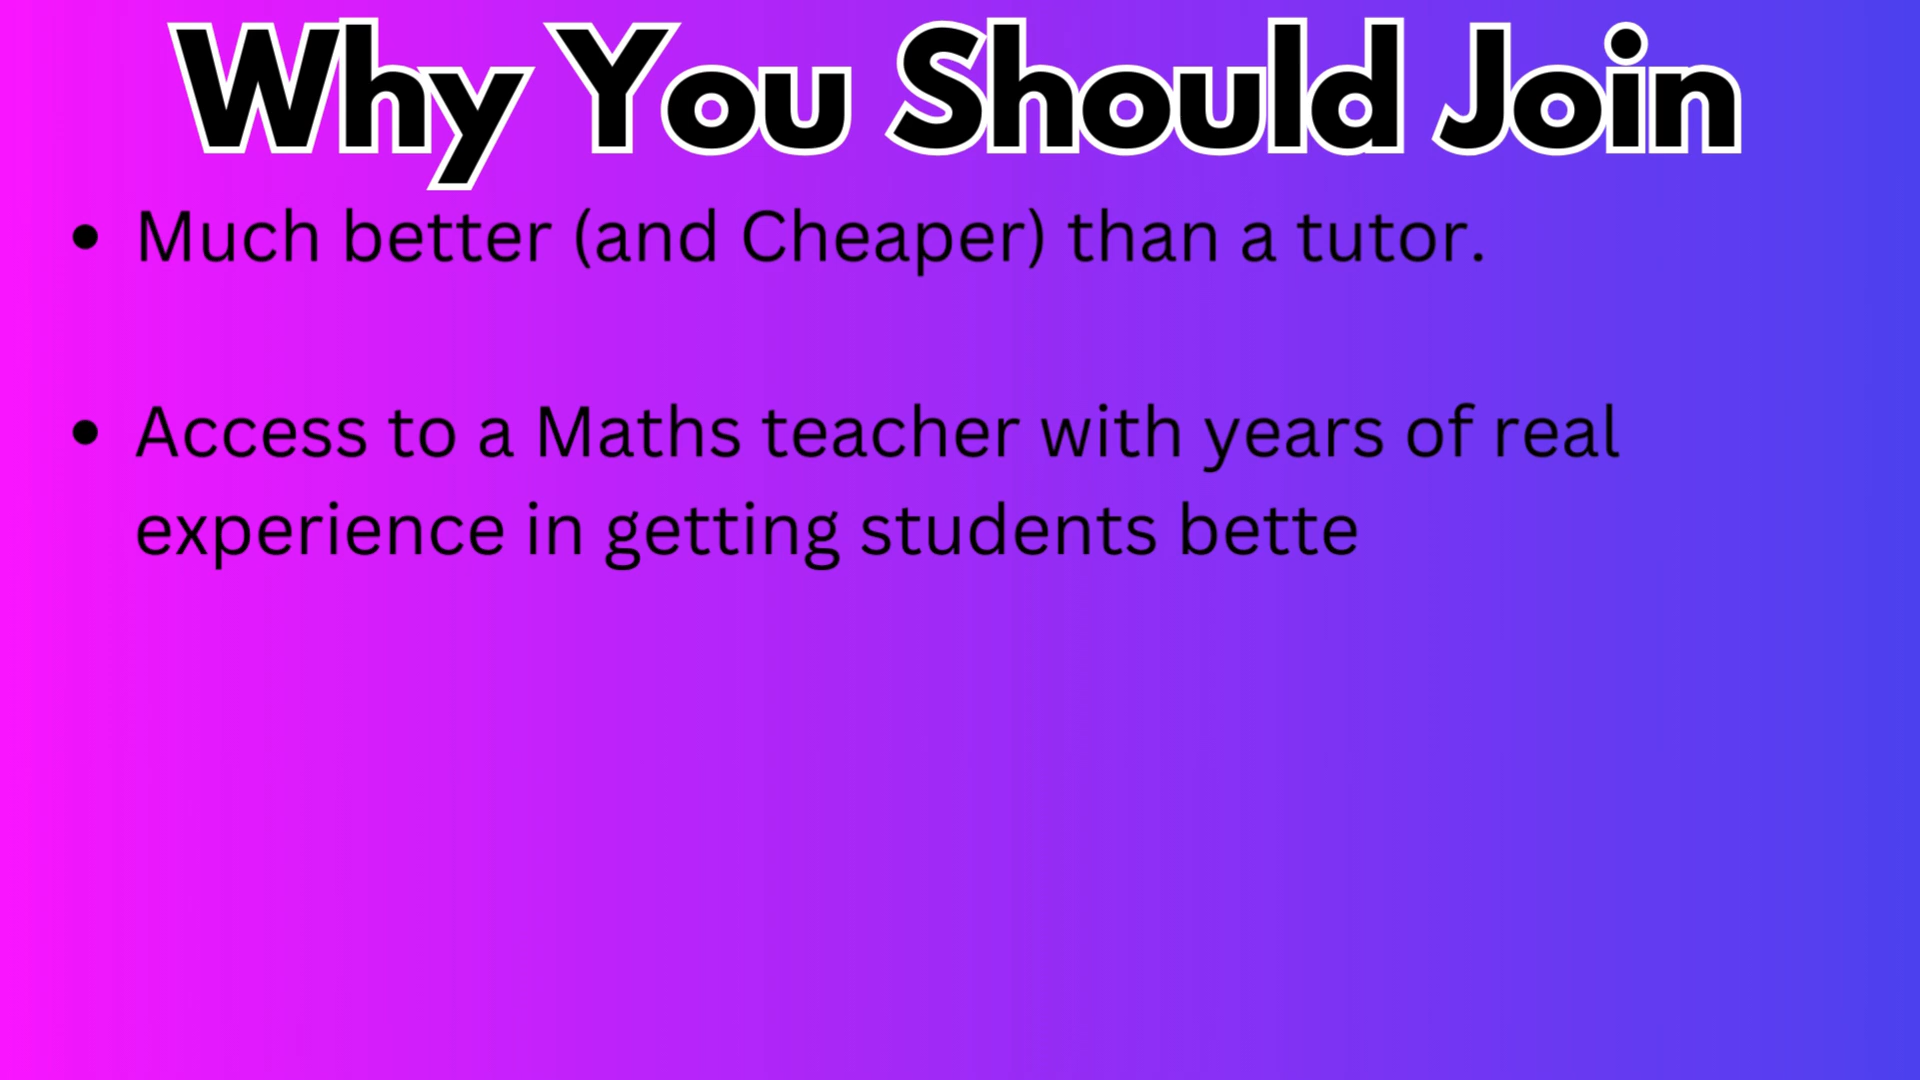 Why You Should Join
• Much better (and Cheaper) than a tutor.
• Access to a Maths teacher with years of real
experience in getting students bette